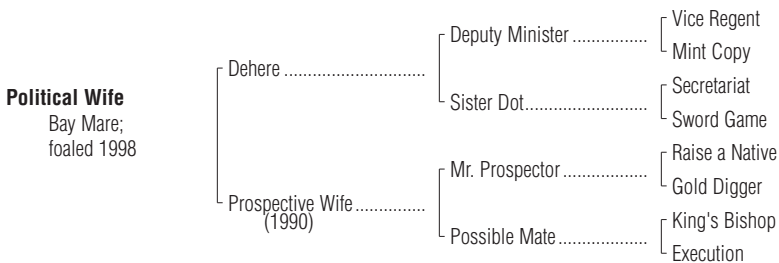 Vice Regent
Deputy Minister ................
Mint Copy
Dehere .............................
Secretariat
Sister Dot..........................
Sword Game
Political Wife
Bay Mare;
foaled 1998
Raise a Native
Mr. Prospector ..................
Gold Digger
Prospective Wife ...............
(1990)
King's Bishop
Possible Mate ...................
Execution